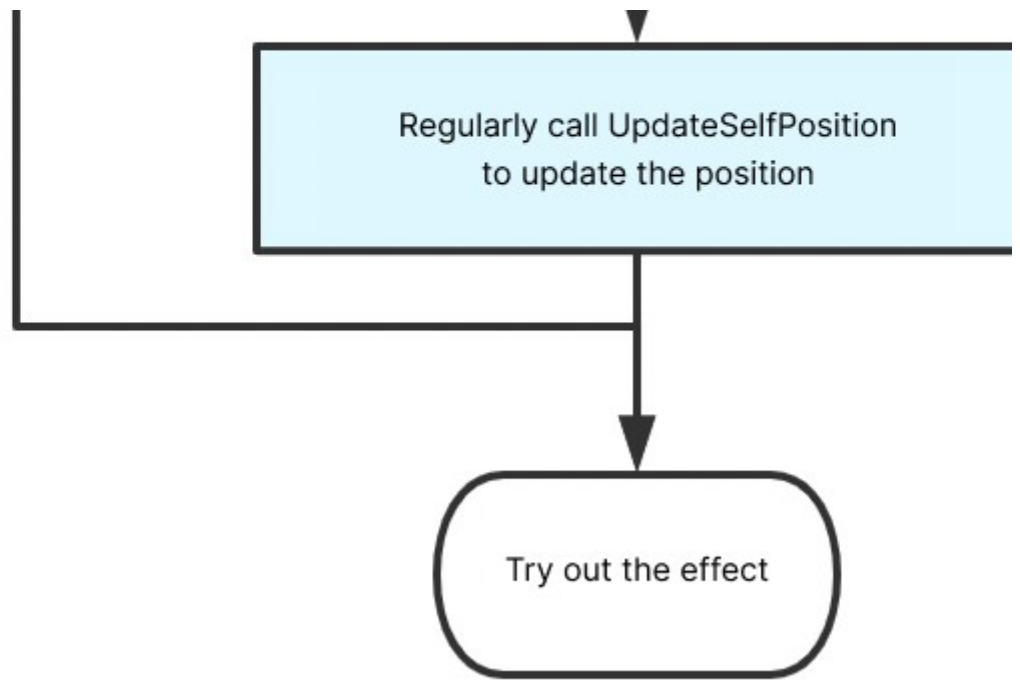 Regularly call UpdateSelfPosition
to update the position
Try out the effect